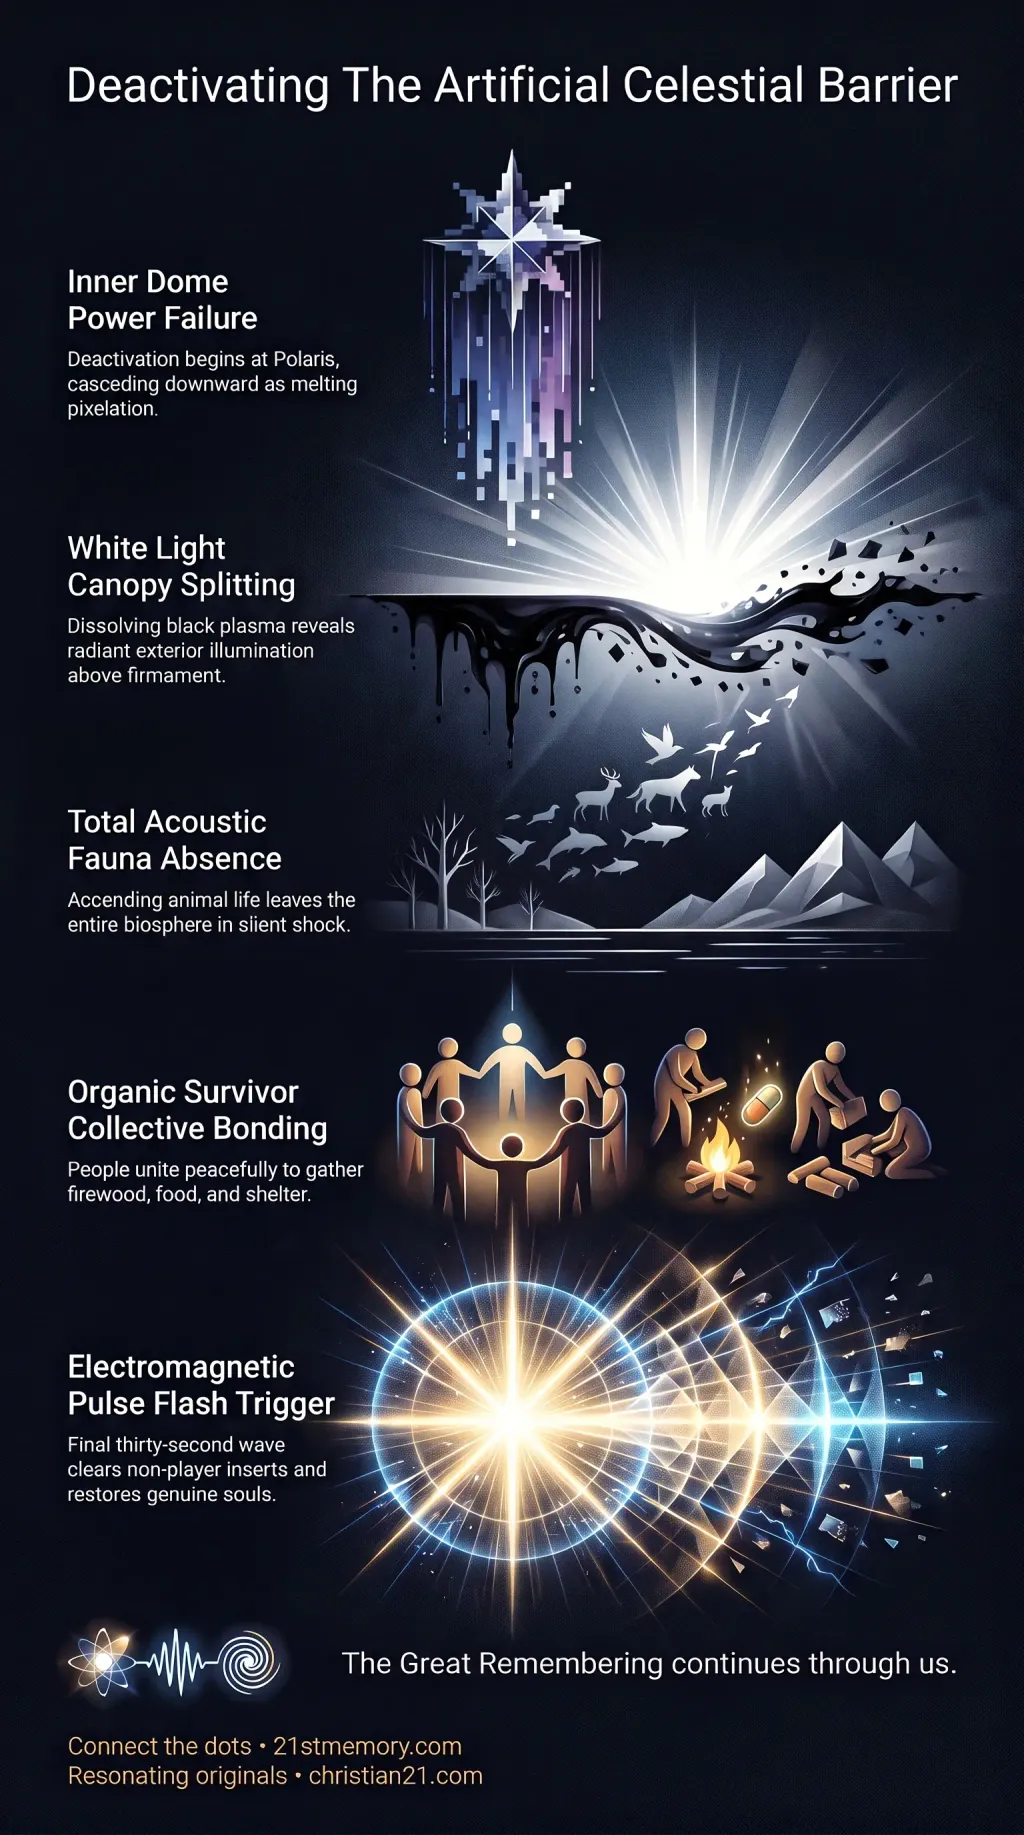 Deactivating The Artificial Celestial Barrier
Inner Dome
Power Failure
Deactivation begins at Polaris,
casceding downward as melting
pixelation.
White Light
Canopy Splitting
Dissolving black plasma reveals
radiant exterior illumination
above firmament.
Total Acoustic
Fauna Absence
Accending animal life leaves the
entire biosphere in slient shock.
Organic Survivor
Collective Bonding
People unite peacefully to gather
firewood, food, and shelter.
Electromagnetic
Pulse Flash Trigger
Final thirty-second wave
clears non-player inserts and
restores genuine souls.
The Great Remembering continues through us.
Connect the dots • 21stmemory.com
Resonating originals • christian21.com